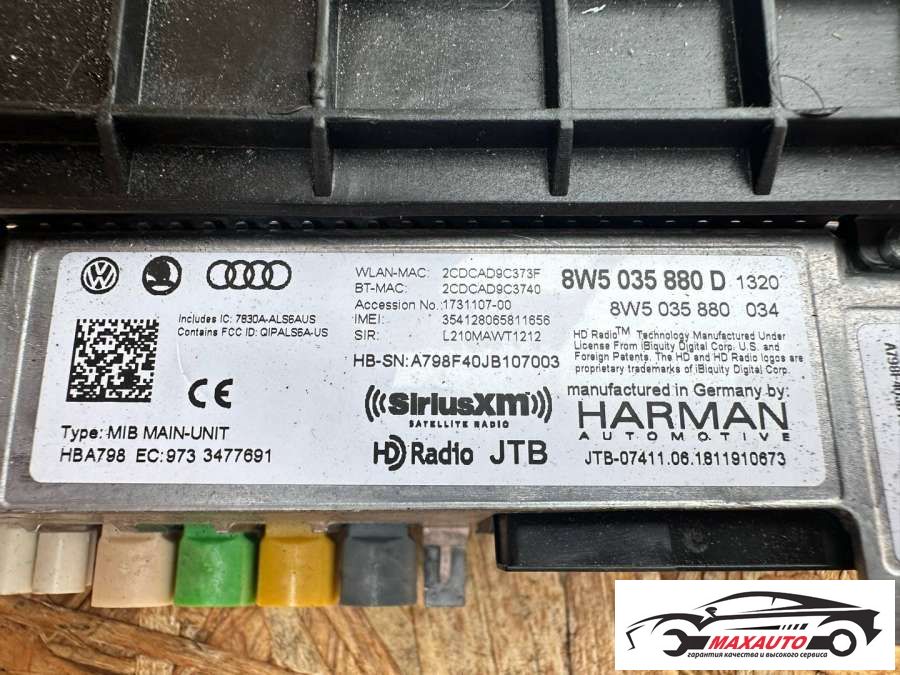 WLAN-MAC: 2CDCAD9C373F
BT-MAC: 2CDCAD9C3740
Accession No.:1731107-00
IMEI: 354128065811656
SIR: L210MAWT1212
HB-SN:A798F40JB107003
8W5 035 880 D 1320
8W5 035 880 034
Includes IC: 7830A-ALS6AUS
Contains FCC ID: QIPALS6A-US
HD Radio™ Technology Manufactured Under
License From iBiquity Digital Corp. U.S. and
Foreign Patents. The HD and HD Radio logos are
proprietary trademarks of iBiquity Digital Corp.
CE
SiriusXM
SATELLITE RADIO
manufactured in Germany by:
HARMAN
AUTOMOTIVE
Type: MIB MAIN-UNIT
HBA798 EC:973 3477691
HD Radio JTB
JTB-07411.06.1811910673
MAXAUTO
гарантия качества и высокого сервиса